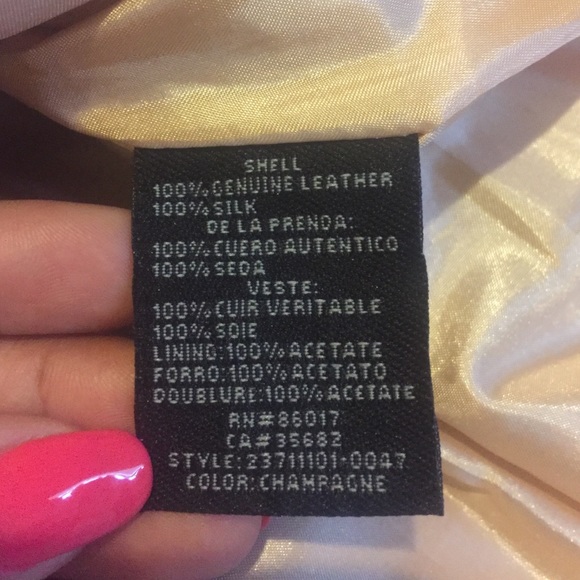 SHELL
100% GENUINE LEATHER
100% SILK
DE LA PRENDA:
100% CUERO AUTENTICO
100% SEDA
VESTE:
100% CUIR VERITABLE
100% SOIE
LINING:100% ACETATE
FORRO:100% ACETATO
DOUBLURE:100% ACETATE
RN#86017
CA#35682
STYLE:23711101-0047
COLOR:CHAMPAGNE